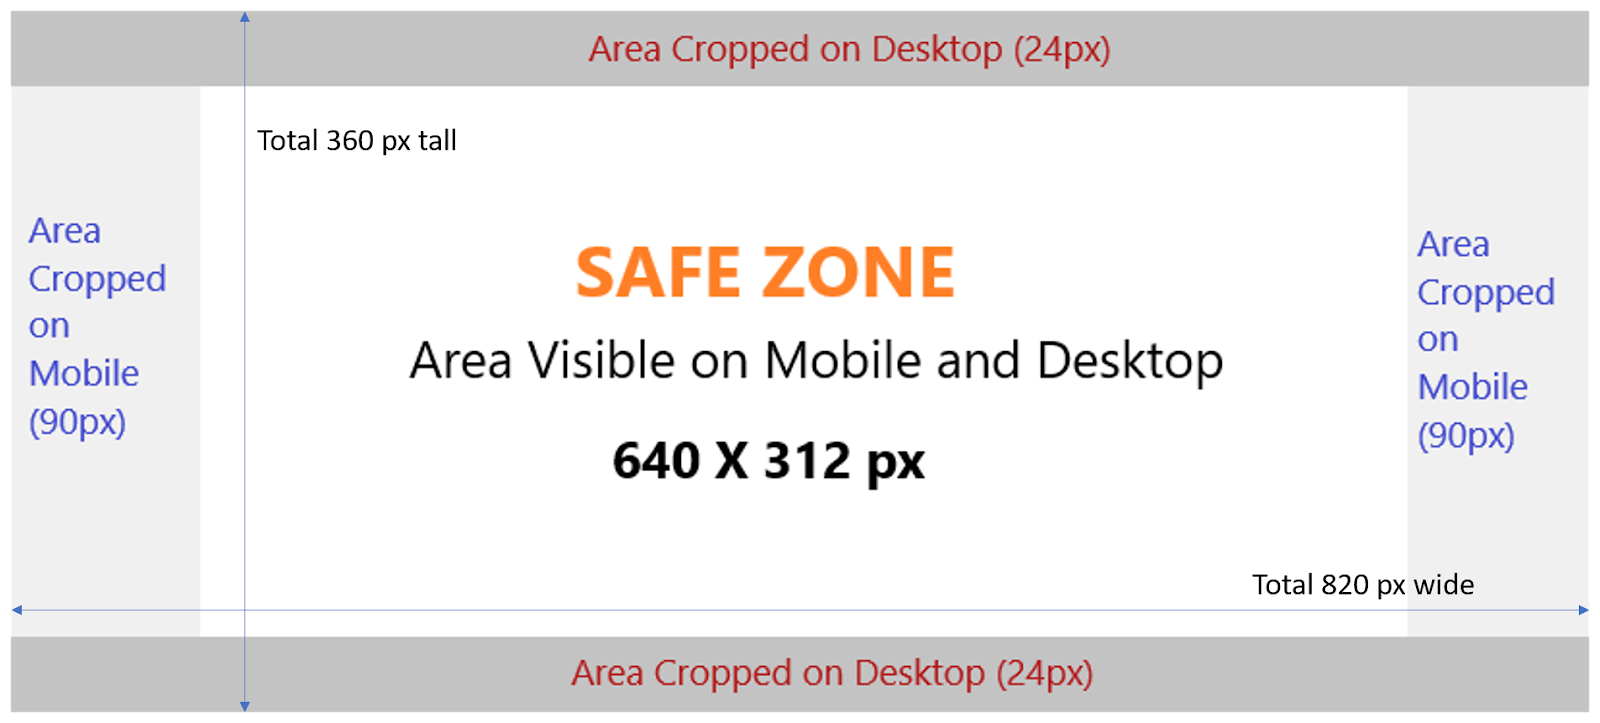 Area Cropped on Desktop (24px)
Total 360 px tall
Area
Cropped
on
Mobile
(90px)
SAFE ZONE
Area Visible on Mobile and Desktop
640 X 312 px
Area
Cropped
on
Mobile
(90px)
Total 820 px wide
Area Cropped on Desktop (24px)